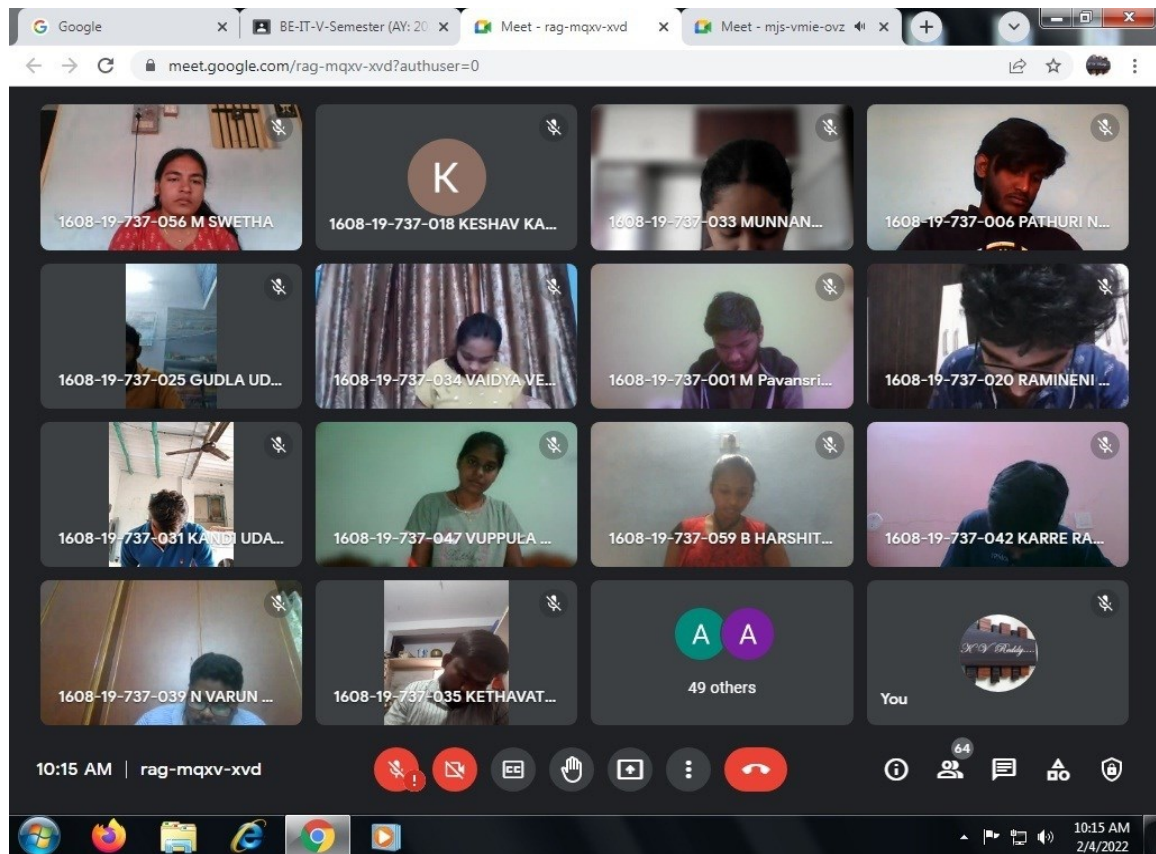 Google
BE-IT-V-Semester (AY: 20
Meet - rag-mqxv-xvd
Meet - mjs-vmie-ovz
meet.google.com/rag-mqxv-xvd?authuser=0
1608-19-737-056 M SWETHA
K
1608-19-737-018 KESHAV KA...
1608-19-737-033 MUNNAN...
1608-19-737-006 PATHURI N...
1608-19-737-025 GUDLA UD...
1608-19-737-034 VAIDYA VE...
1608-19-737-001 M Pavansri...
1608-19-737-020 RAMINENI ...
1608-19-737-031 KANDI UDA...
1608-19-737-047 VUPPULA ...
1608-19-737-059 B HARSHIT...
1608-19-737-042 KARRE RA...
1608-19-737-039 N VARUN ...
1608-19-737-035 KETHAVAT...
A A
49 others
K V Reddy....
You
10:15 AM | rag-mqxv-xvd
CC
64
10:15 AM
2/4/2022